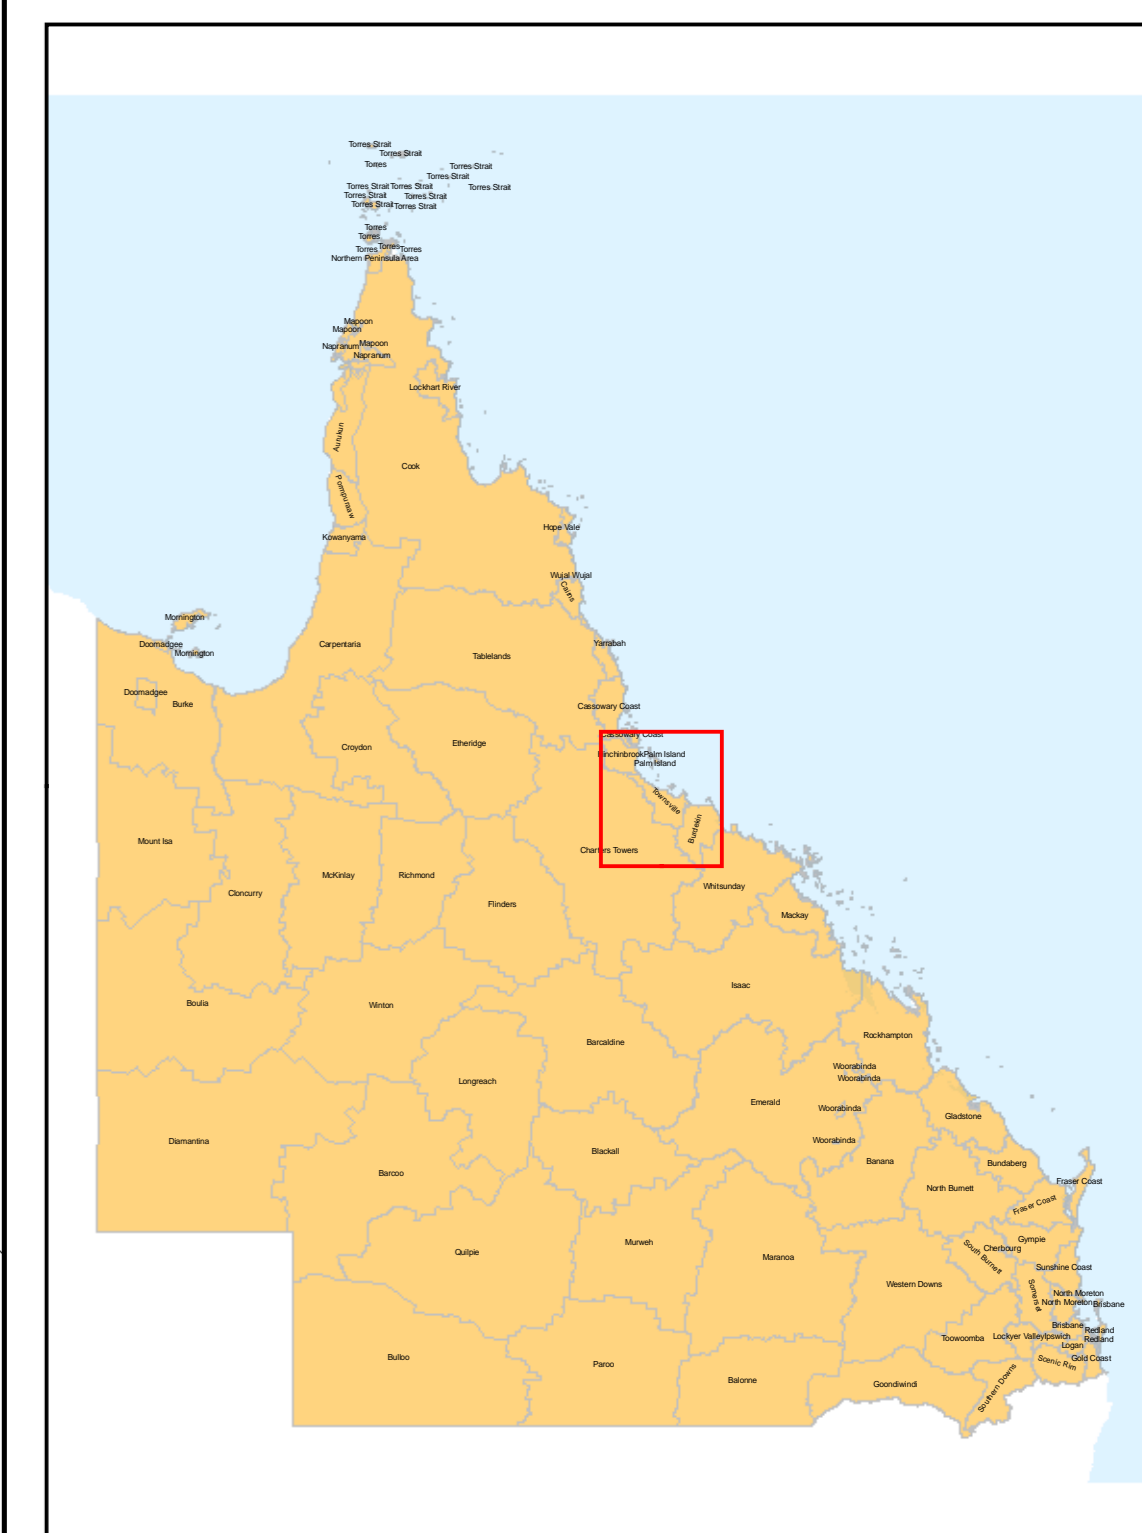 Torres Strait
Torres Strait
Torres
Torres Strait
Torres Strait
Torres Strait
Torres Strait
Torres Strait
Torres Strait
Torres Strait
Torres Strait
Torres Strait
Torres
Torres
Torres
Torres
Torres
Northern Peninsula Area
Mapoon
Mapoon
Mapoon
Napranum
Napranum
Lockhart River
Aurukun
Cook
Pormpuraaw
Hope Vale
Kowanyama
Wujal Wujal
Cairns
Mornington
Doomadgee
Mornington
Carpentaria
Yarrabah
Tablelands
Doomadgee
Burke
Cassowary Coast
Cassowary Coast
Croydon
Etheridge
Hinchinbrook
Palm Island
Palm Island
Townsville
Burdekin
Mount Isa
Charters Towers
McKinlay
Richmond
Cloncurry
Flinders
Whitsunday
Mackay
Isaac
Boulia
Winton
Rockhampton
Barcaldine
Woorabinda
Woorabinda
Longreach
Emerald
Woorabinda
Gladstone
Diamantina
Woorabinda
Blackall
Banana
Bundaberg
Barcoo
Fraser Coast
North Burnett
Fraser Coast
Gympie
Murweh
Cherbourg
South Burnett
Quilpie
Maranoa
Sunshine Coast
Western Downs
Somerset
North Moreton
North Moreton
Brisbane
Brisbane
Redland
Toowoomba
Lockyer Valley
Ipswich
Redland
Logan
Bulloo
Paroo
Scenic Rim
Gold Coast
Balonne
Goondiwindi
Southern Downs